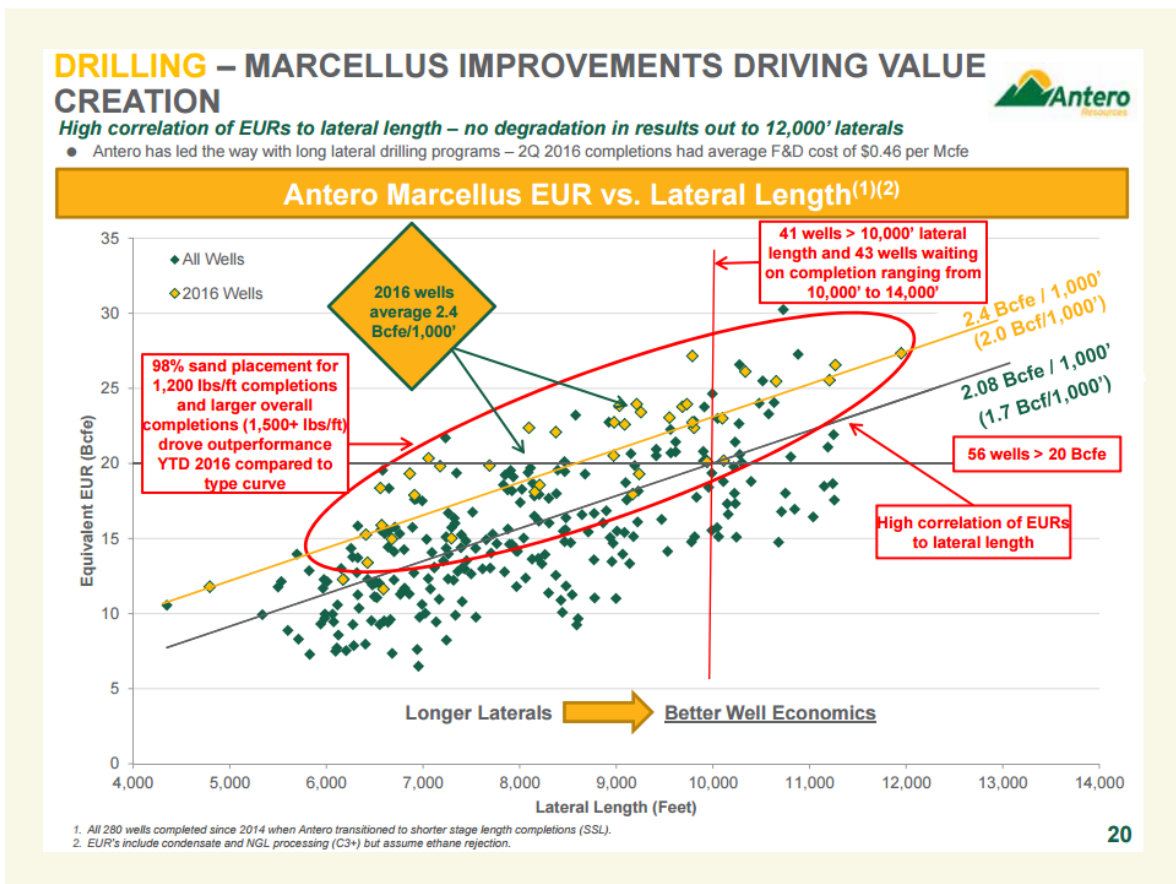 DRILLING – MARCELLUS IMPROVEMENTS DRIVING VALUE
CREATION
Antero
Resources
High correlation of EURs to lateral length – no degradation in results out to 12,000' laterals
● Antero has led the way with long lateral drilling programs – 2Q 2016 completions had average F&D cost of $0.46 per Mcfe
Antero Marcellus EUR vs. Lateral Length(1)(2)
Equivalent EUR (Bcfe)
35
30
25
20
15
10
5
0
All Wells
2016 Wells
2016 wells
average 2.4
Bcfe/1,000'
41 wells > 10,000' lateral
length and 43 wells waiting
on completion ranging from
10,000' to 14,000'
98% sand placement for
1,200 lbs/ft completions
and larger overall
completions (1,500+ lbs/ft)
drove outperformance
YTD 2016 compared to
type curve
2.4 Bcfe / 1,000'
(2.0 Bcf/1,000')
2.08 Bcfe / 1,000'
(1.7 Bcf/1,000')
56 wells > 20 Bcfe
High correlation of EURs
to lateral length
Longer Laterals
Better Well Economics
4,000 5,000 6,000 7,000 8,000 9,000 10,000 11,000 12,000 13,000 14,000
Lateral Length (Feet)
1. All 280 wells completed since 2014 when Antero transitioned to shorter stage length completions (SSL).
2. EUR's include condensate and NGL processing (C3+) but assume ethane rejection.
20